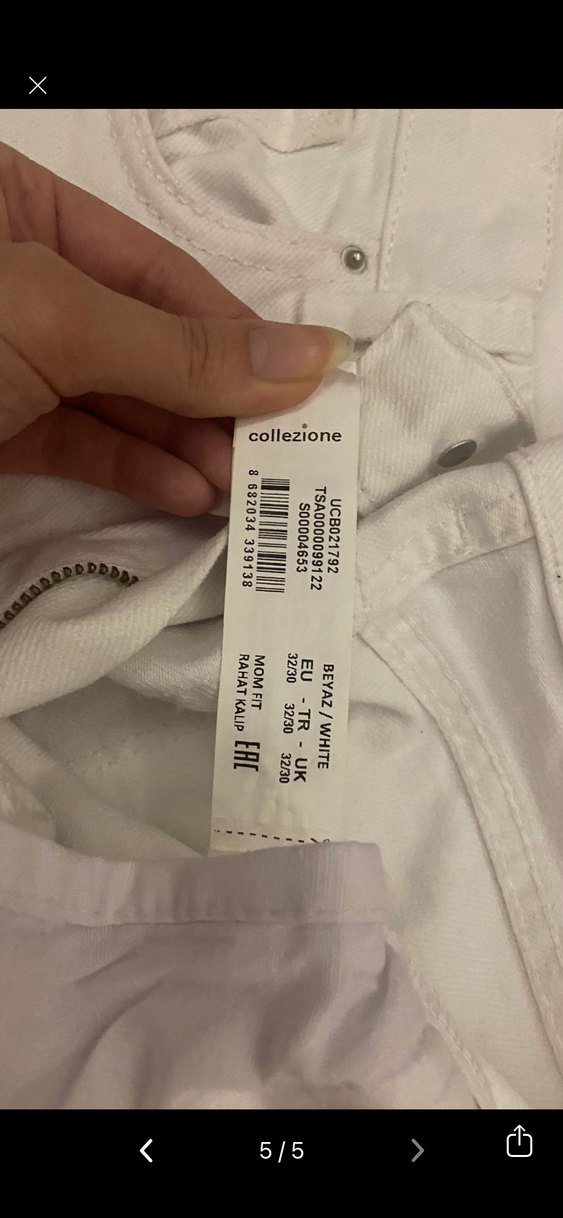 collezione
UCB021792
TSA0000099122
S00004653
8 682034 339138
BEYAZ / WHITE
EU - TR - UK
32/30 32/30 32/30
MOM FIT
RAHAT KALIP
EAC
5/5